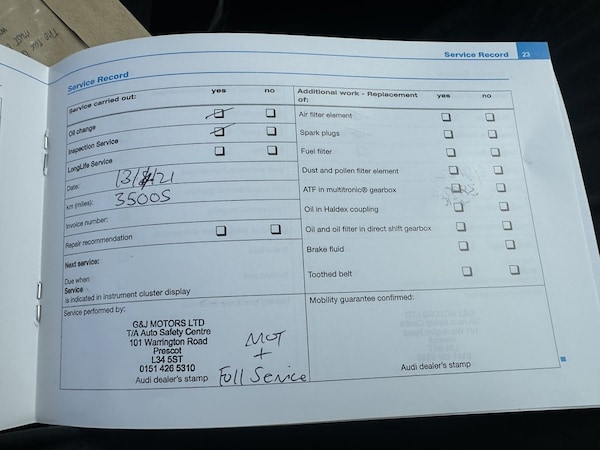 Service Record 23
Service Record
Service carried out: yes no
Oil change
Inspection Service
LongLife Service
Date: 13/8/21
Km (miles): 35005
Invoice number:
Repair recommendation
Next service:
Due when
Service
is indicated in instrument cluster display
Service performed by:
G&J MOTORS LTD
T/A Auto Safety Centre
101 Warrington Road
Prescot
L34 5ST
0151 426 5310
Audi dealer's stamp
MOT
+
Full Service
Additional work - Replacement of: yes no
Air filter element
Spark plugs
Fuel filter
Dust and pollen filter element
ATF in multitronic® gearbox
Oil in Haldex coupling
Oil and oil filter in direct shift gearbox
Brake fluid
Toothed belt
Mobility guarantee confirmed:
Audi dealer's stamp